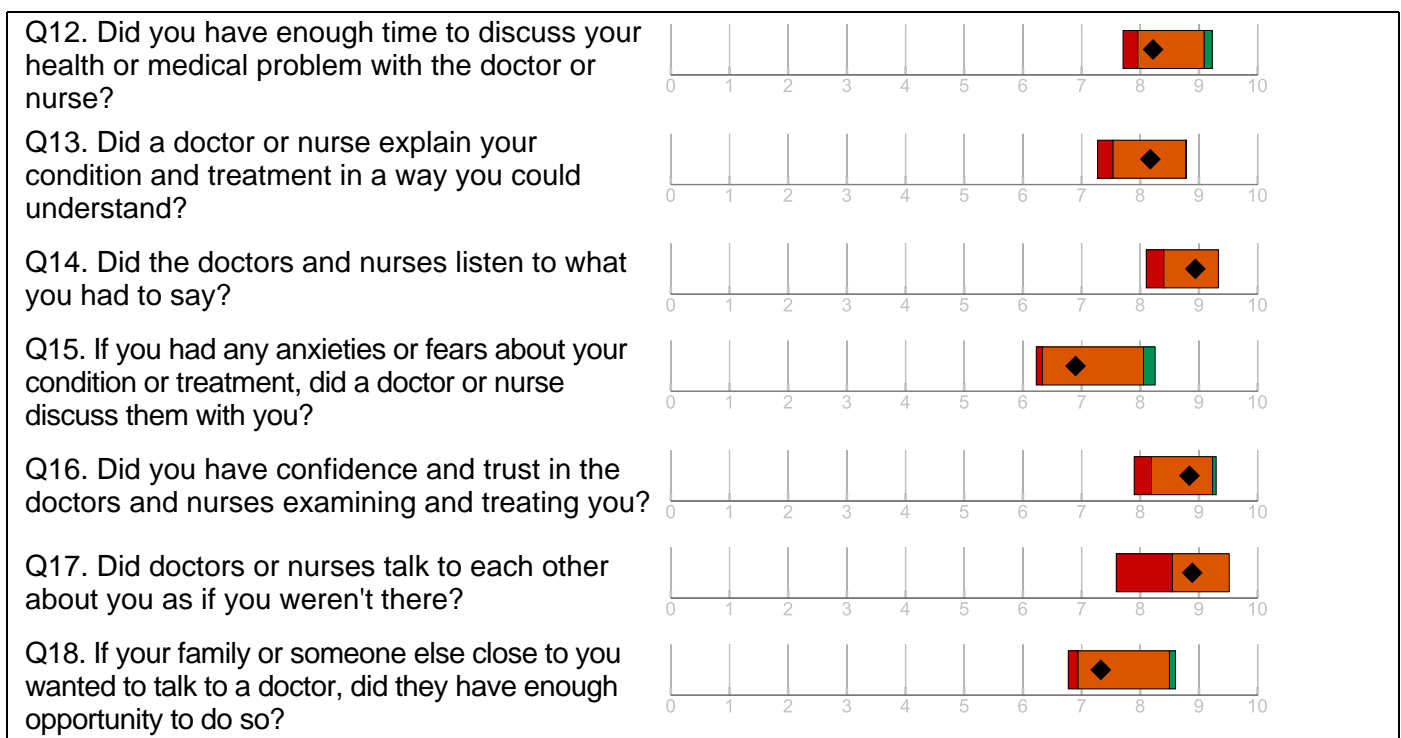 Q12. Did you have enough time to discuss your
health or medical problem with the doctor or
nurse?
0 1 2 3 4 5 6 7 8 9 10
Q13. Did a doctor or nurse explain your
condition and treatment in a way you could
understand?
0 1 2 3 4 5 6 7 8 9 10
Q14. Did the doctors and nurses listen to what
you had to say?
0 1 2 3 4 5 6 7 8 9 10
Q15. If you had any anxieties or fears about your
condition or treatment, did a doctor or nurse
discuss them with you?
0 1 2 3 4 5 6 7 8 9 10
Q16. Did you have confidence and trust in the
doctors and nurses examining and treating you?
0 1 2 3 4 5 6 7 8 9 10
Q17. Did doctors or nurses talk to each other
about you as if you weren't there?
0 1 2 3 4 5 6 7 8 9 10
Q18. If your family or someone else close to you
wanted to talk to a doctor, did they have enough
opportunity to do so?
0 1 2 3 4 5 6 7 8 9 10